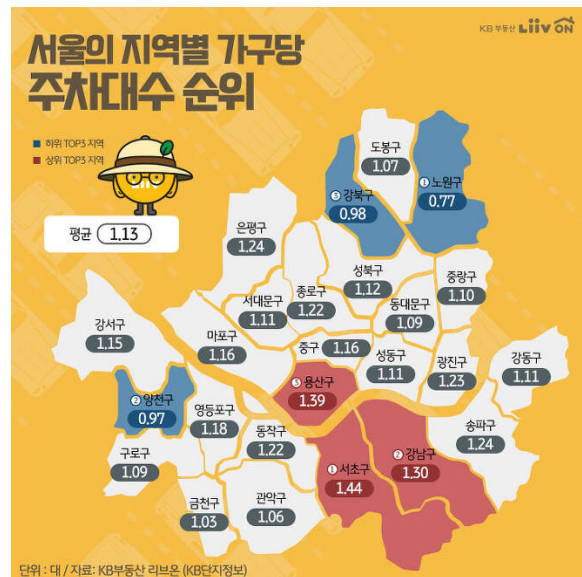 KB 부동산 Liiv ON
서울의 지역별 가구당
주차대수 순위
하위 TOP3 지역
상위 TOP3 지역
평균 1.13
도봉구
1.07
① 노원구
0.77
③ 강북구
0.98
은평구
1.24
성북구
1.12
중랑구
1.10
종로구
1.22
서대문구
1.11
동대문구
1.09
강서구
1.15
마포구
1.16
중구 1.16
성동구
1.11
광진구
1.23
강동구
1.11
② 양천구
0.97
영등포구
1.18
③ 용산구
1.39
송파구
1.24
동작구
1.22
② 강남구
1.30
① 서초구
1.44
구로구
1.09
금천구
1.03
관악구
1.06
단위 : 대 / 자료: KB부동산 리브온 (KB단지정보)